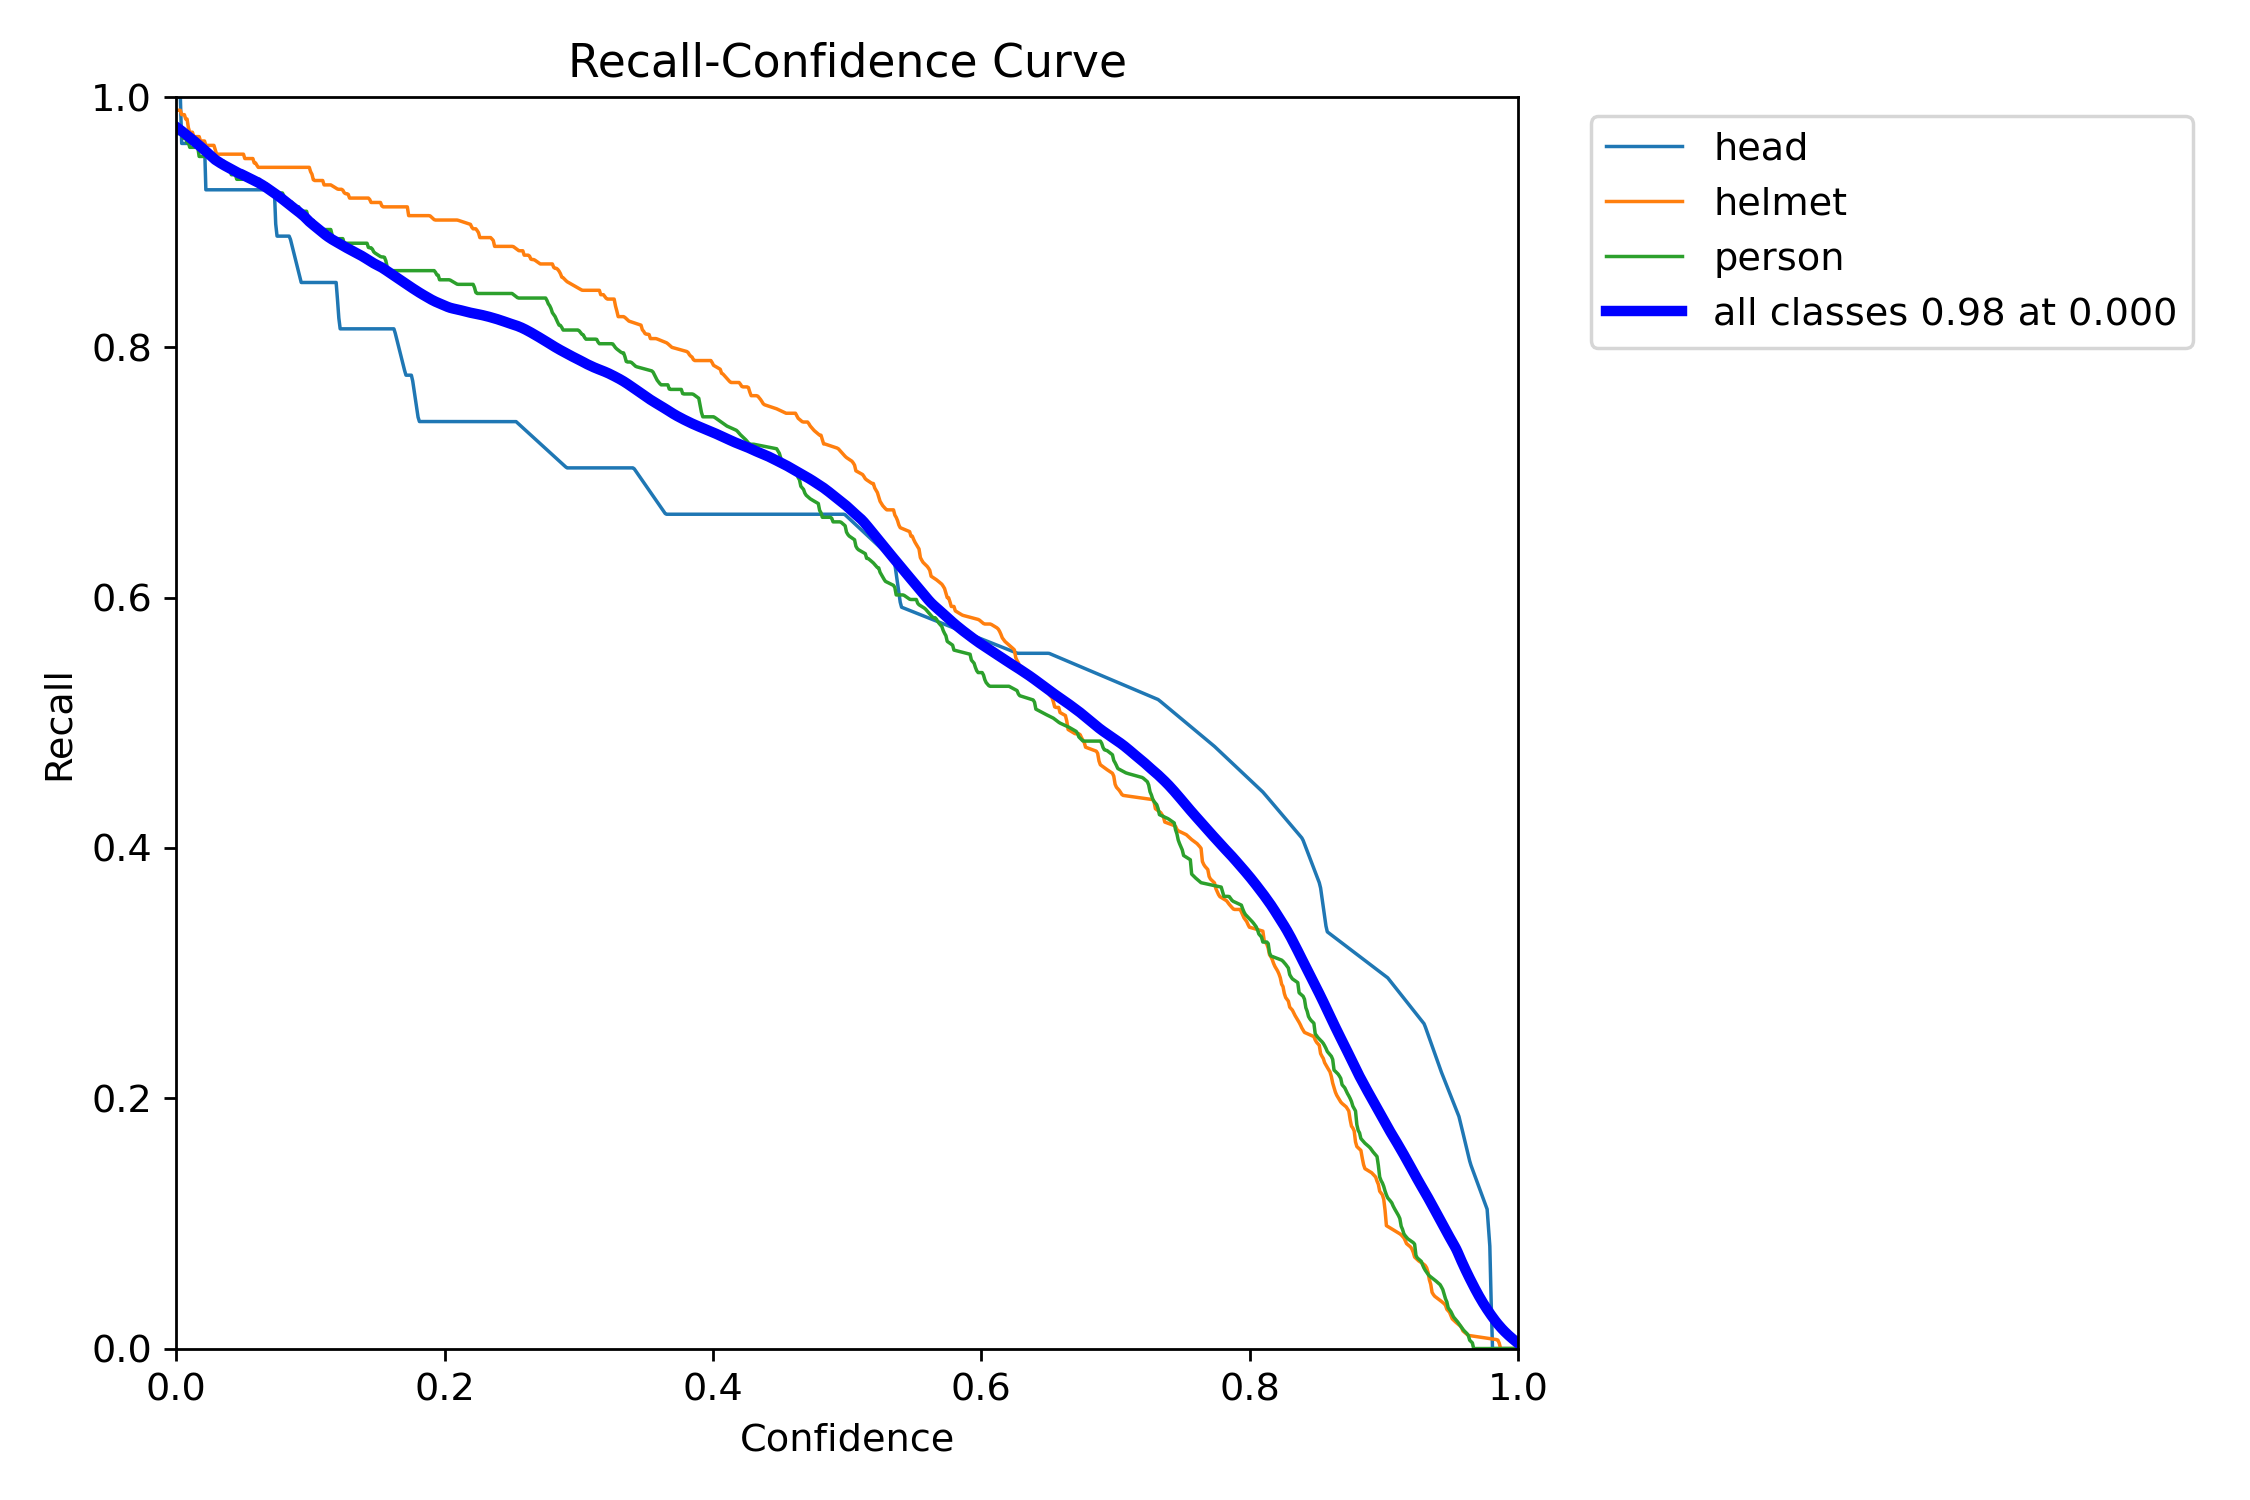 Recall-Confidence Curve
1.0
0.8
0.6
0.4
0.2
0.0
Recall
0.0 0.2 0.4 0.6 0.8 1.0
Confidence
head
helmet
person
all classes 0.98 at 0.000